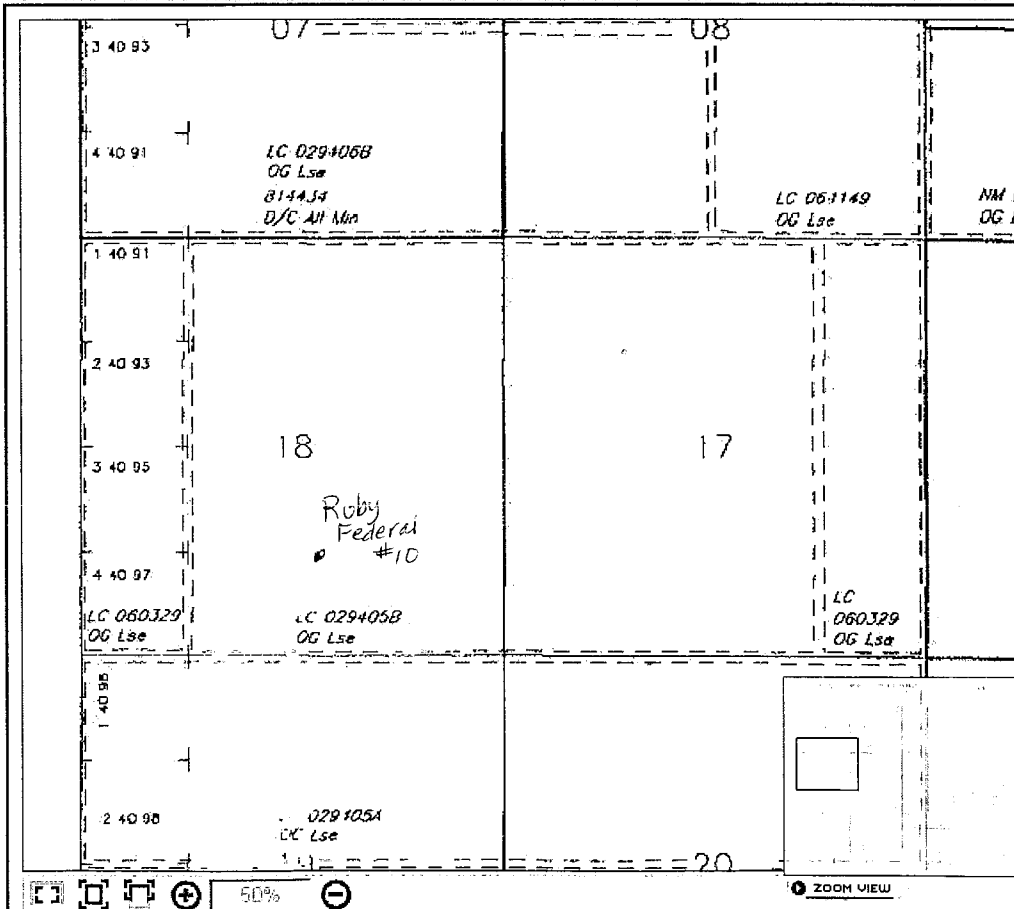 07
08
3 40 93
4 40 91
LC 029406B
OG Lse
814434
D/C All Min
LC 061149
OG Lse
NM
OG
1 40 91
2 40 93
3 40 95
4 40 97
18
17
Ruby
Federal
#10
LC 060329
OG Lse
LC 029405B
OG Lse
LC
060329
OG Lse
1 40 98
2 40 98
029405A
OG Lse
20
50%
ZOOM VIEW